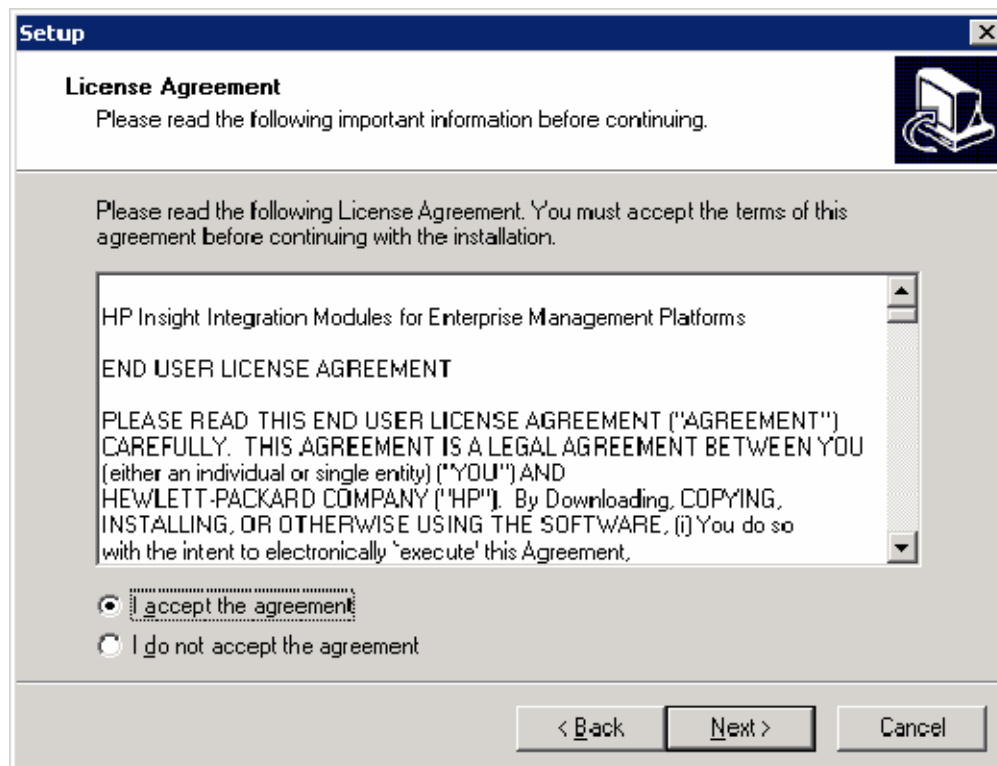 Setup
License Agreement
Please read the following important information before continuing.
Please read the following License Agreement. You must accept the terms of this
agreement before continuing with the installation.
HP Insight Integration Modules for Enterprise Management Platforms
END USER LICENSE AGREEMENT
PLEASE READ THIS END USER LICENSE AGREEMENT ("AGREEMENT")
CAREFULLY.  THIS AGREEMENT IS A LEGAL AGREEMENT BETWEEN YOU
(either an individual or single entity) ("YOU") AND
HEWLETT-PACKARD COMPANY ("HP").  By Downloading, COPYING,
INSTALLING, OR OTHERWISE USING THE SOFTWARE, (i) You do so
with the intent to electronically `execute' this Agreement,
I accept the agreement
I do not accept the agreement
< Back Next > Cancel